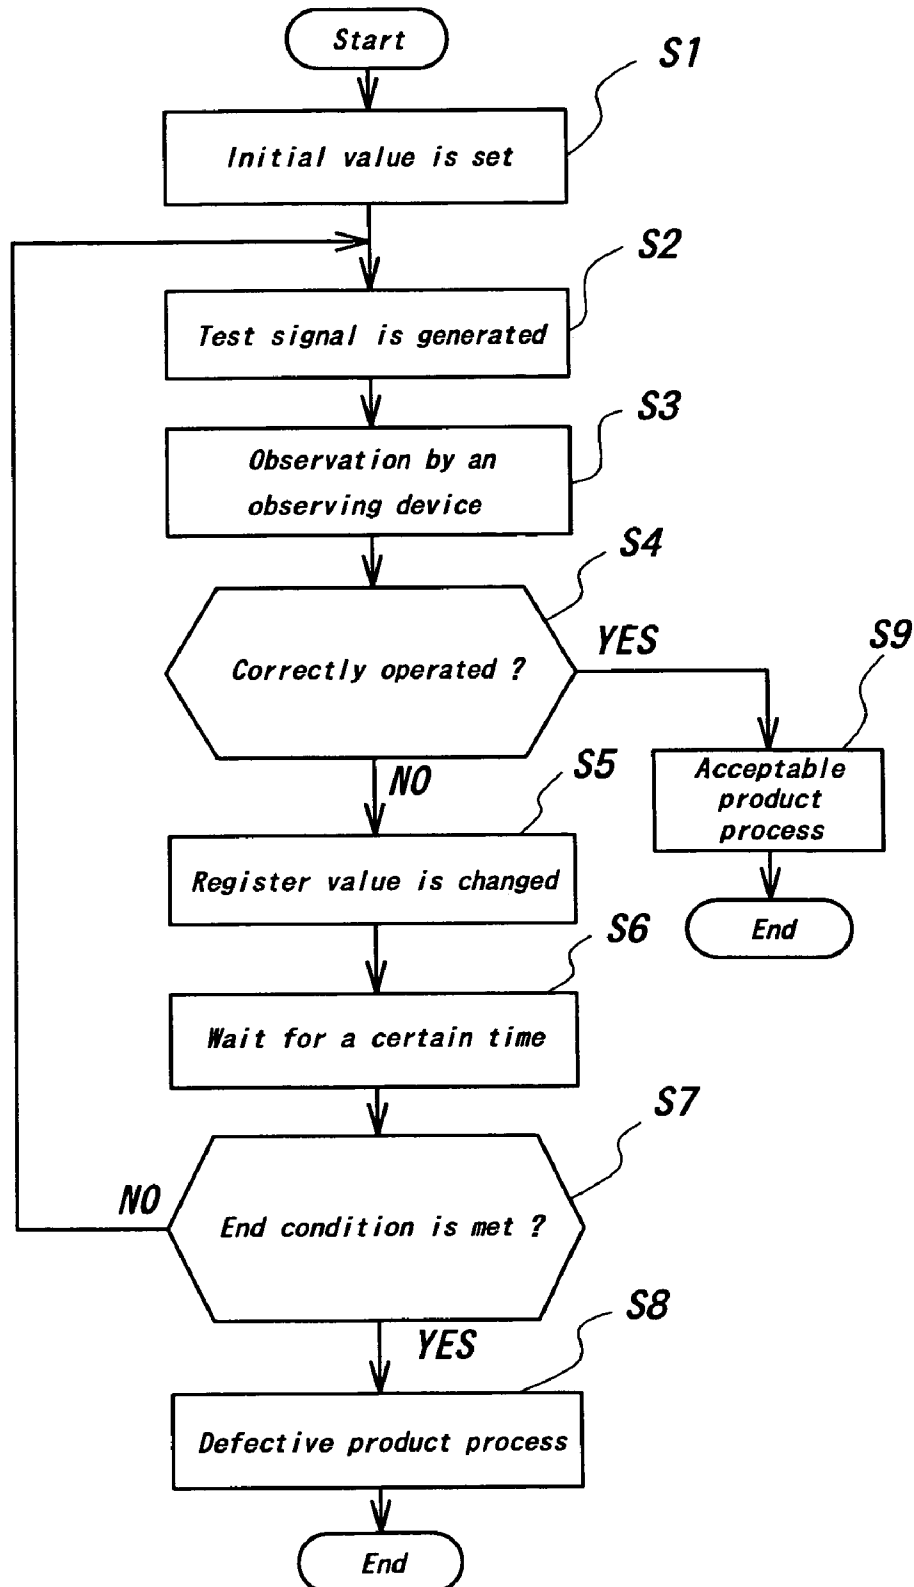 Start
S1
Initial value is set
S2
Test signal is generated
S3
Observation by an
observing device
S4
Correctly operated ?
YES
S9
NO
Acceptable
product
process
S5
Register value is changed
End
S6
Wait for a certain time
S7
NO
End condition is met ?
S8
YES
Defective product process
End